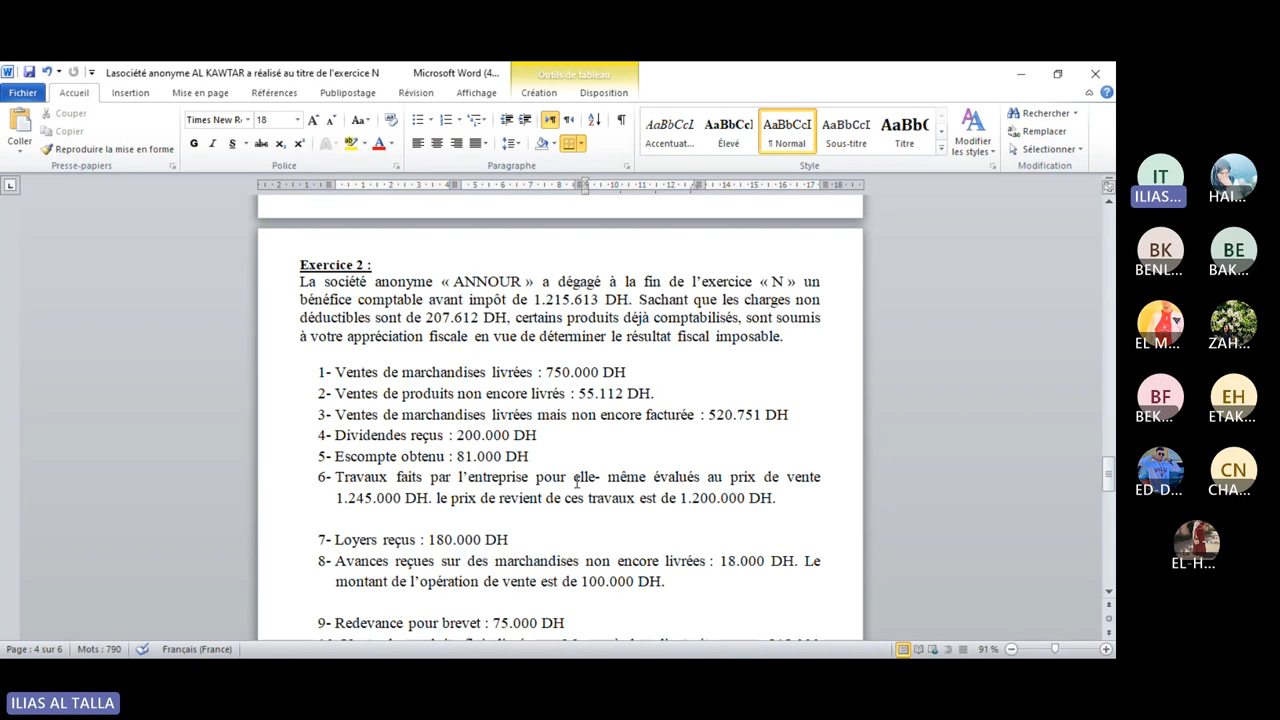 Lasociété anonyme AL KAWTAR a réalisé au titre de l'exercice N
Microsoft Word (4...
Outils de tableau
Fichier
Accueil
Insertion
Mise en page
Références
Publipostage
Révision
Affichage
Création
Disposition
Coller
Couper
Copier
Reproduire la mise en forme
Presse-papiers
Times New R
18
Police
Paragraphe
AaBbCcL
Accentuat...
AaBbCc
Élevé
AaBbCcI
¶ Normal
AaBbCcI
Sous-titre
AaBb(
Titre
Modifier
les styles
Style
Rechercher
Remplacer
Sélectionner
Modification
Exercice 2 :
La société anonyme « ANNOUR » a dégagé à la fin de l'exercice « N » un
bénéfice comptable avant impôt de 1.215.613 DH. Sachant que les charges non
déductibles sont de 207.612 DH, certains produits déjà comptabilisés, sont soumis
à votre appréciation fiscale en vue de déterminer le résultat fiscal imposable.
1- Ventes de marchandises livrées : 750.000 DH
2- Ventes de produits non encore livrés : 55.112 DH.
3- Ventes de marchandises livrées mais non encore facturée : 520.751 DH
4- Dividendes reçus : 200.000 DH
5- Escompte obtenu : 81.000 DH
6- Travaux faits par l'entreprise pour elle- même évalués au prix de vente
1.245.000 DH. le prix de revient de ces travaux est de 1.200.000 DH.
7- Loyers reçus : 180.000 DH
8- Avances reçues sur des marchandises non encore livrées : 18.000 DH. Le
montant de l'opération de vente est de 100.000 DH.
9- Redevance pour brevet : 75.000 DH
Page : 4 sur 6
Mots : 790
Français (France)
91 %
IT
ILIAS...
HAI...
BK
BENL...
BE
BAK...
EL M...
ZAH...
BF
BEK...
EH
ETAK...
ED-D...
CN
CHA...
EL-H...
ILIAS AL TALLA